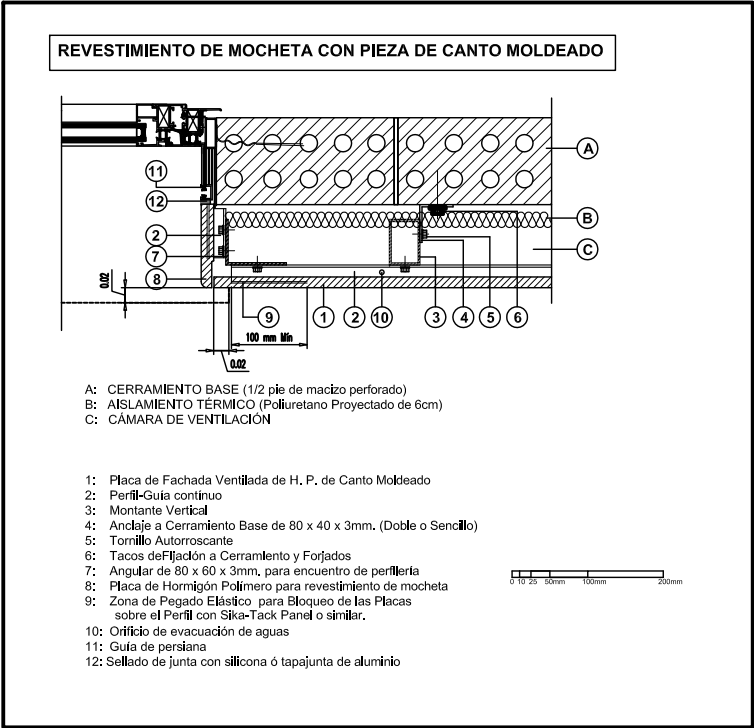 REVESTIMIENTO DE MOCHETA CON PIEZA DE CANTO MOLDEADO
A
11
12
B
2
C
7
8
0.02
9
1
2
10
3
4
5
6
100 mm Mín
0.02
A: CERRAMIENTO BASE (1/2 pie de macizo perforado)
B: AISLAMIENTO TÉRMICO (Poliuretano Proyectado de 6cm)
C: CÁMARA DE VENTILACIÓN
1: Placa de Fachada Ventilada de H. P. de Canto Moldeado
2: Perfil-Guía continuo
3: Montante Vertical
4: Anclaje a Cerramiento Base de 80 x 40 x 3mm. (Doble o Sencillo)
5: Tornillo Autorroscante
6: Tacos deFijación a Cerramiento y Forjados
7: Angular de 80 x 60 x 3mm. para encuentro de perfilería
8: Placa de Hormigón Polímero para revestimiento de mocheta
9: Zona de Pegado Elástico para Bloqueo de las Placas
sobre el Perfil con Sika-Tack Panel o similar.
10: Orificio de evacuación de aguas
11: Guía de persiana
12: Sellado de junta con silicona ó tapajunta de aluminio
0 10 25 50mm 100mm 200mm